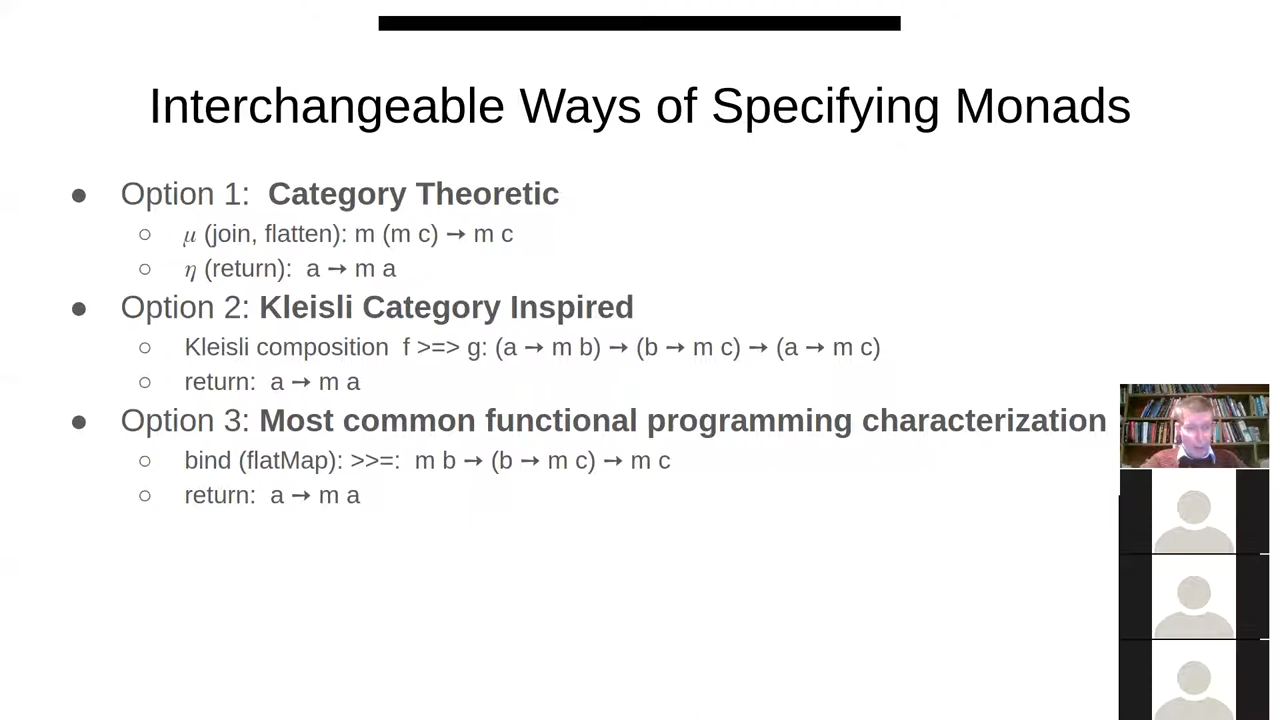 Interchangeable Ways of Specifying Monads
● Option 1: Category Theoretic
○ μ (join, flatten): m (m c) → m c
○ η (return): a → m a
● Option 2: Kleisli Category Inspired
○ Kleisli composition f >=> g: (a → m b) → (b → m c) → (a → m c)
○ return: a → m a
● Option 3: Most common functional programming characterization
○ bind (flatMap): >>=: m b → (b → m c) → m c
○ return: a → m a